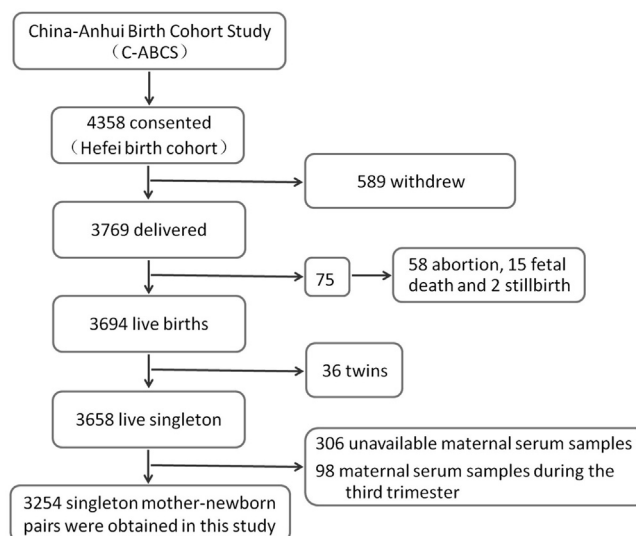 China-Anhui Birth Cohort Study
（C-ABCS）
4358 consented
（Hefei birth cohort）
589 withdrew
3769 delivered
75
58 abortion, 15 fetal
death and 2 stillbirth
3694 live births
36 twins
3658 live singleton
306 unavailable maternal serum samples
98 maternal serum samples during the
third trimester
3254 singleton mother-newborn
pairs were obtained in this study